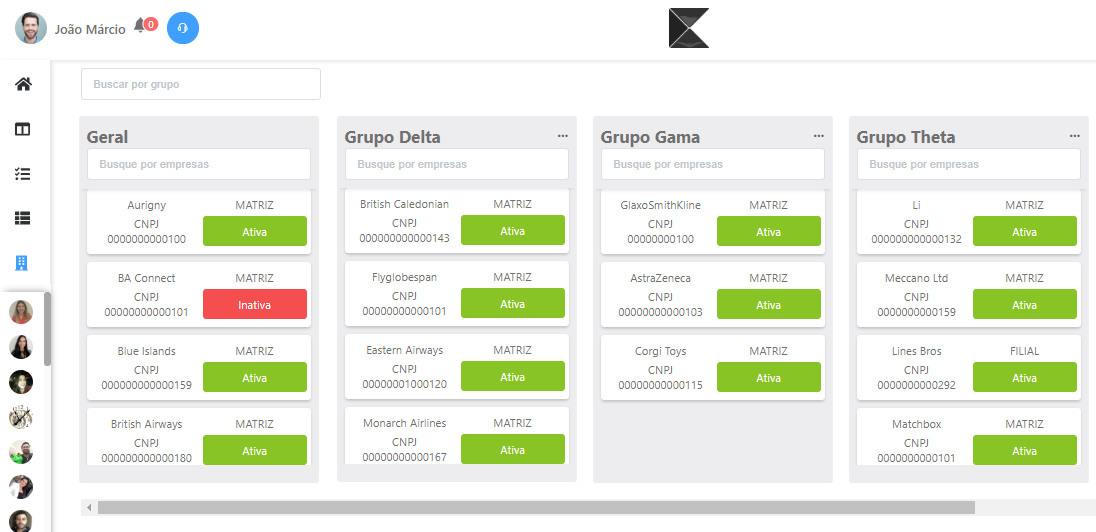 João Márcio
0
Buscar por grupo
Geral
Busque por empresas
Aurigny
MATRIZ
CNPJ
0000000000100
Ativa
BA Connect
MATRIZ
CNPJ
00000000000101
Inativa
Blue Islands
MATRIZ
CNPJ
000000000000159
Ativa
British Airways
MATRIZ
CNPJ
000000000000180
Ativa
Grupo Delta
...
Busque por empresas
British Caledonian
MATRIZ
CNPJ
000000000000143
Ativa
Flyglobespan
MATRIZ
CNPJ
00000000000101
Ativa
Eastern Airways
MATRIZ
CNPJ
00000001000120
Ativa
Monarch Airlines
MATRIZ
CNPJ
00000000000167
Ativa
Grupo Gama
...
Busque por empresas
GlaxoSmithKline
MATRIZ
CNPJ
00000000100
Ativa
AstraZeneca
MATRIZ
CNPJ
00000000000103
Ativa
Corgi Toys
MATRIZ
CNPJ
00000000000115
Ativa
Grupo Theta
...
Busque por empresas
Li
MATRIZ
CNPJ
000000000000132
Ativa
Meccano Ltd
MATRIZ
CNPJ
0000000000159
Ativa
Lines Bros
FILIAL
CNPJ
0000000000292
Ativa
Matchbox
MATRIZ
CNPJ
0000000000101
Ativa